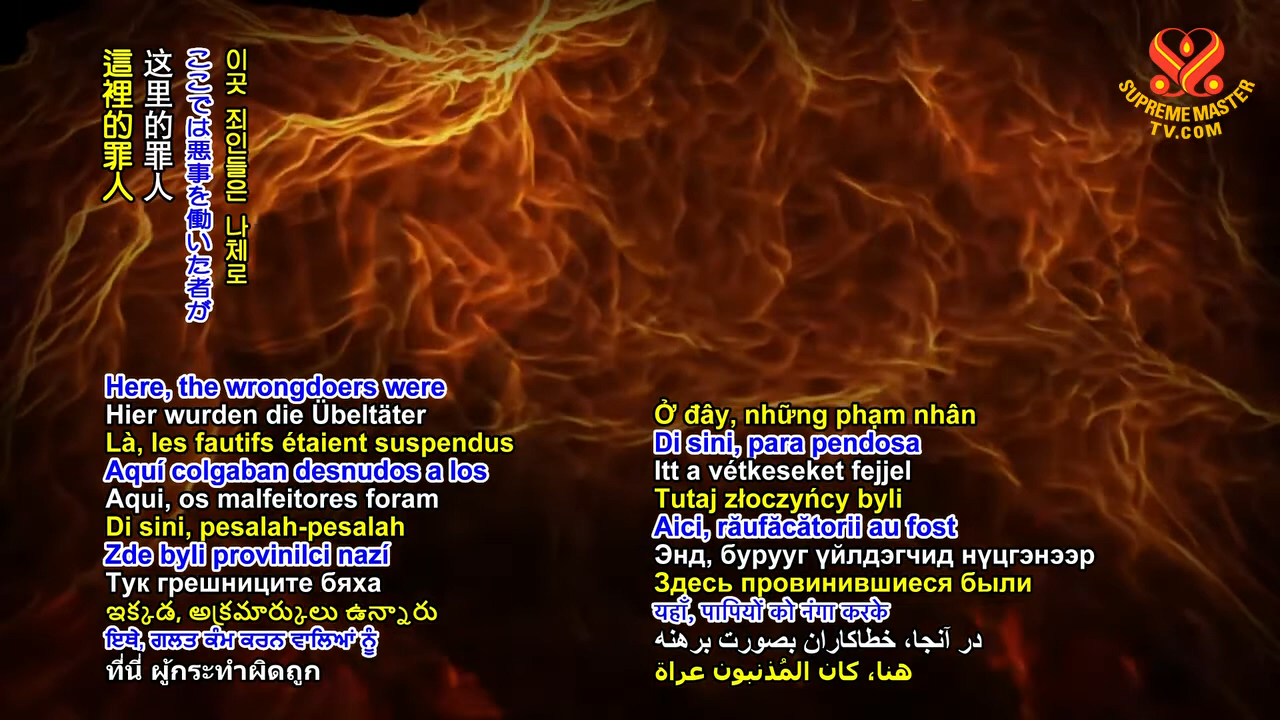 這裡的罪人
这里的罪人
ここでは悪事を働いた者が
이곳 죄인들은 나체로
SUPREME MASTER
TV.COM
Here, the wrongdoers were
Hier wurden die Übeltäter
Là, les fautifs étaient suspendus
Aquí colgaban desnudos a los
Aqui, os malfeitores foram
Di sini, pesalah-pesalah
Zde byli provinilci nazí
Тук грешниците бяха
ఇక్కడ, అక్రమార్కులు ఉన్నారు
ਇਥੇ, ਗਲਤ ਕੰਮ ਕਰਨ ਵਾਲਿਆਂ ਨੂੰ
ที่นี่ ผู้กระทำผิดถูก
Ở đây, những phạm nhân
Di sini, para pendosa
Itt a vétkeseket fejjel
Tutaj złoczyńcy byli
Aici, răufăcătorii au fost
Энд, бурууг үйлдэгчид нүцгэнээр
Здесь провинившиеся были
यहाँ, पापियों को नंगा करके
در آنجا، خطاکاران بصورت برهنه
هنا، كان المُذنبون عراة